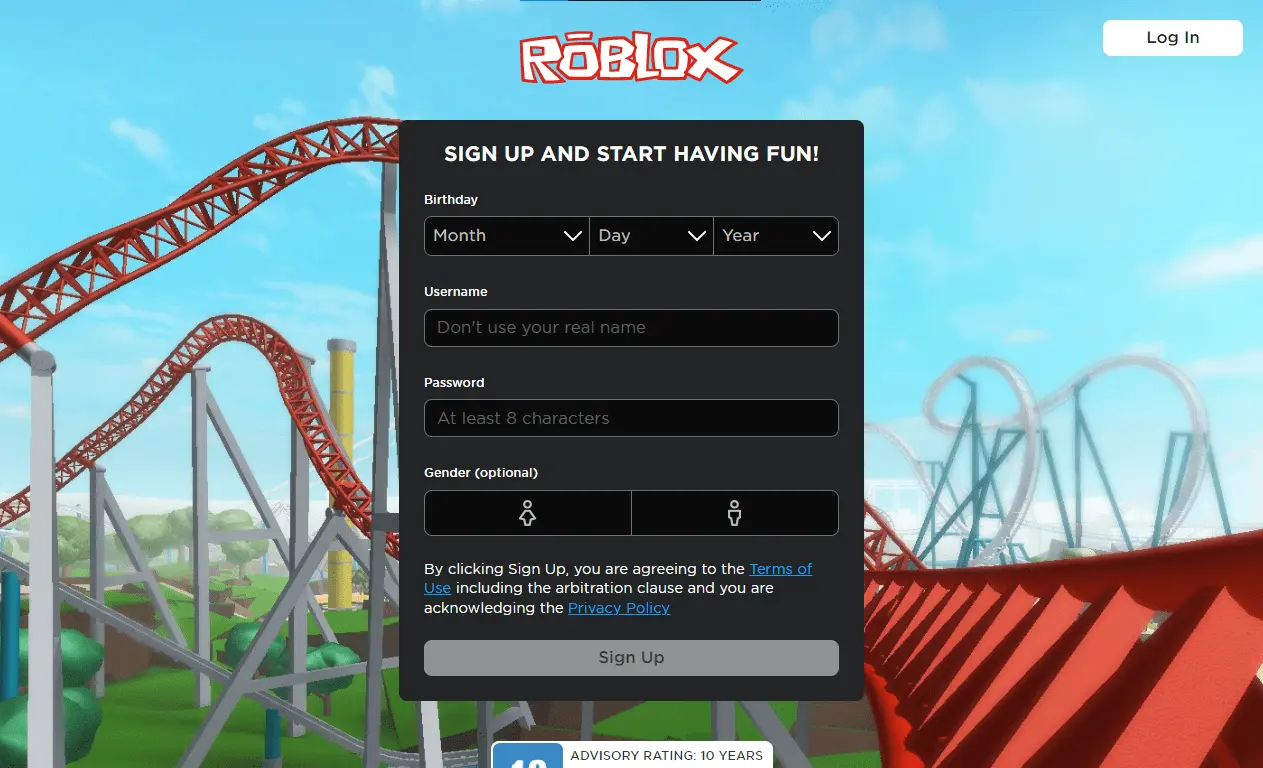 ROBLOX
Log In
SIGN UP AND START HAVING FUN!
Birthday
Month Day Year
Username
Don't use your real name
Password
At least 8 characters
Gender (optional)
By clicking Sign Up, you are agreeing to the Terms of
Use including the arbitration clause and you are
acknowledging the Privacy Policy
Sign Up
ADVISORY RATING: 10 YEARS